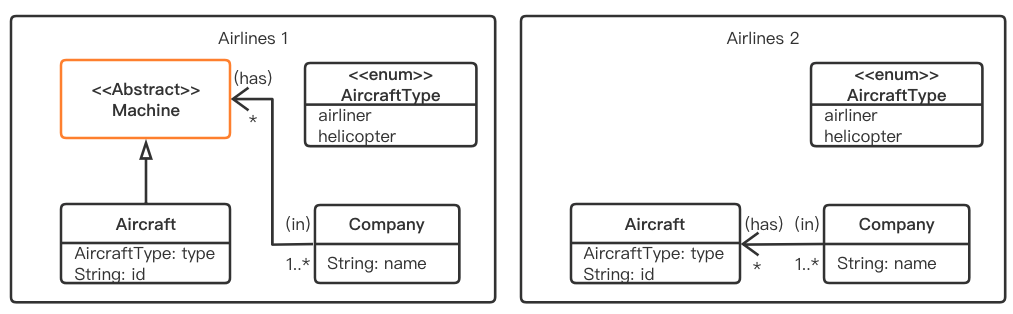 Airlines 1
<<Abstract>>
Machine
(has)
*
<<enum>>
AircraftType
airliner
helicopter
Aircraft
AircraftType: type
String: id
(in)
1..*
Company
String: name
Airlines 2
<<enum>>
AircraftType
airliner
helicopter
Aircraft
AircraftType: type
String: id
(has)
*
(in)
1..*
Company
String: name